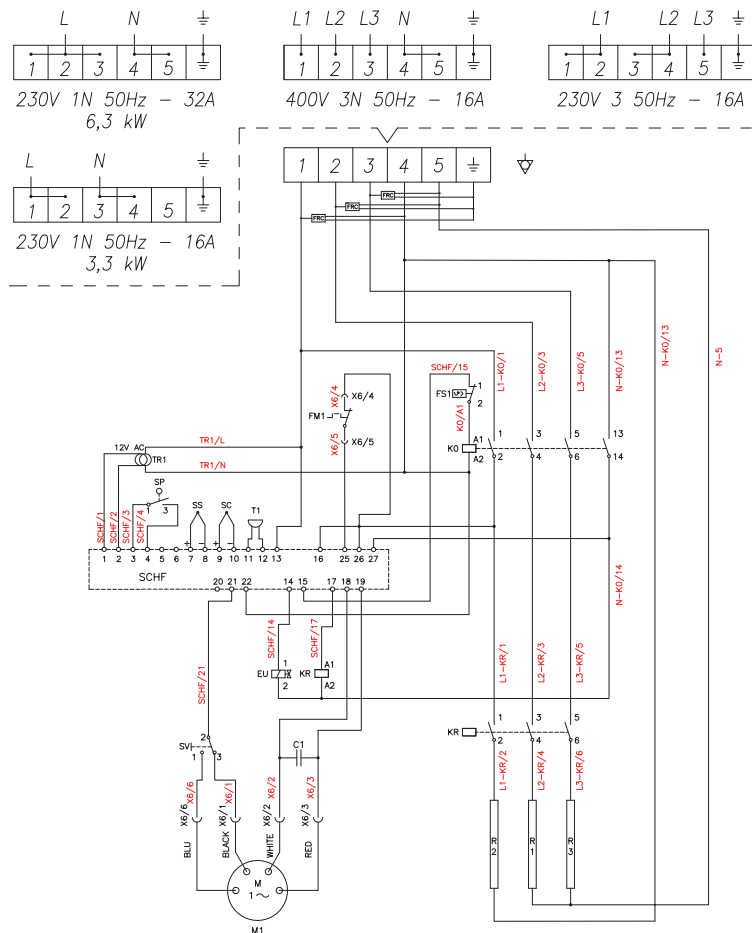 L N
1 2 3 4 5
230V 1N 50Hz - 32A
6,3 kW
L1 L2 L3 N
1 2 3 4 5
400V 3N 50Hz - 16A
L1 L2 L3
1 2 3 4 5
230V 3 50Hz - 16A
L N
1 2 3 4 5
230V 1N 50Hz - 16A
3,3 kW
1 2 3 4 5
FRC
FRC
FRC
L1-K0/1
L2-K0/3
L3-K0/5
N-K0/13
N-K0/13
N-5
SCHF/15
X6/4
X6/4
FM1
X6/5
X6/5
FS1
1
2
K0/A1
K0
A1
A2
1
2
3
4
5
6
13
14
12V AC
TR1
TR1/L
TR1/N
SP
1 3
SCHF/1
SCHF/2
SCHF/3
SCHF/4
SS
+ -
SC
+ -
T1
1 2 3 4 5 6 7 8 9 10 11 12 13 16 25 26 27
SCHF
20 21 22 14 15 17 18 19
N-K0/14
SCHF/21
SCHF/14
SCHF/17
EU
1
2
KR
A1
A2
L1-KR/1
L2-KR/3
L3-KR/5
SV
2
1 3
C1
KR
1
2
3
4
5
6
L1-KR/2
L2-KR/4
L3-KR/6
X6/6
X6/1
X6/2
X6/3
X6/6
X6/1
X6/2
X6/3
BLU
BLACK
WHITE
RED
R2
R1
R3
M
1~
M1